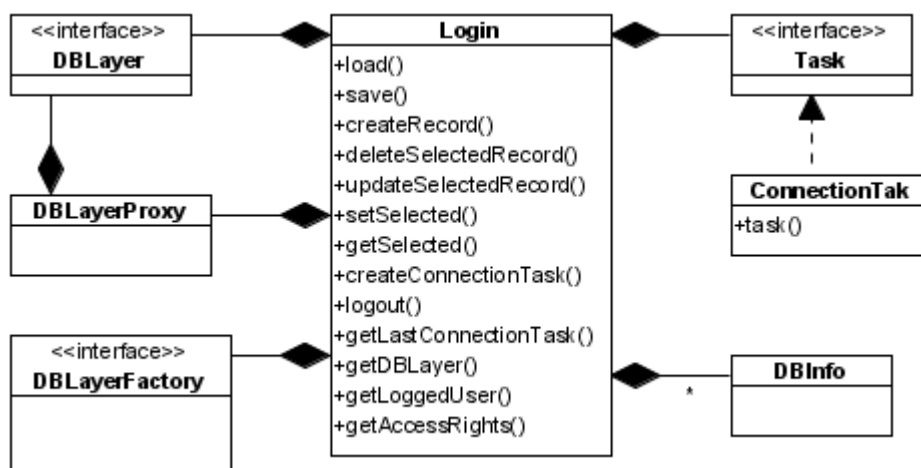 <<interface>>
DBLayer
DBLayerProxy
<<interface>>
DBLayerFactory
Login
+load()
+save()
+createRecord()
+deleteSelectedRecord()
+updateSelectedRecord()
+setSelected()
+getSelected()
+createConnectionTask()
+logout()
+getLastConnectionTask()
+getDBLayer()
+getLoggedUser()
+getAccessRights()
<<interface>>
Task
ConnectionTak
+task()
DBInfo
*